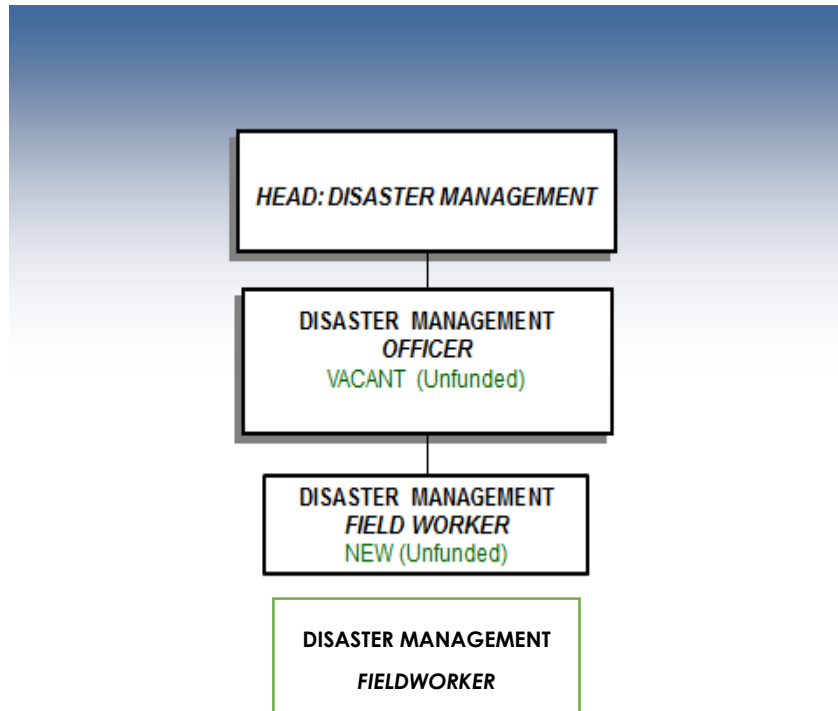 HEAD: DISASTER MANAGEMENT
DISASTER MANAGEMENT
OFFICER
VACANT (Unfunded)
DISASTER MANAGEMENT
FIELD WORKER
NEW (Unfunded)
DISASTER MANAGEMENT
FIELDWORKER